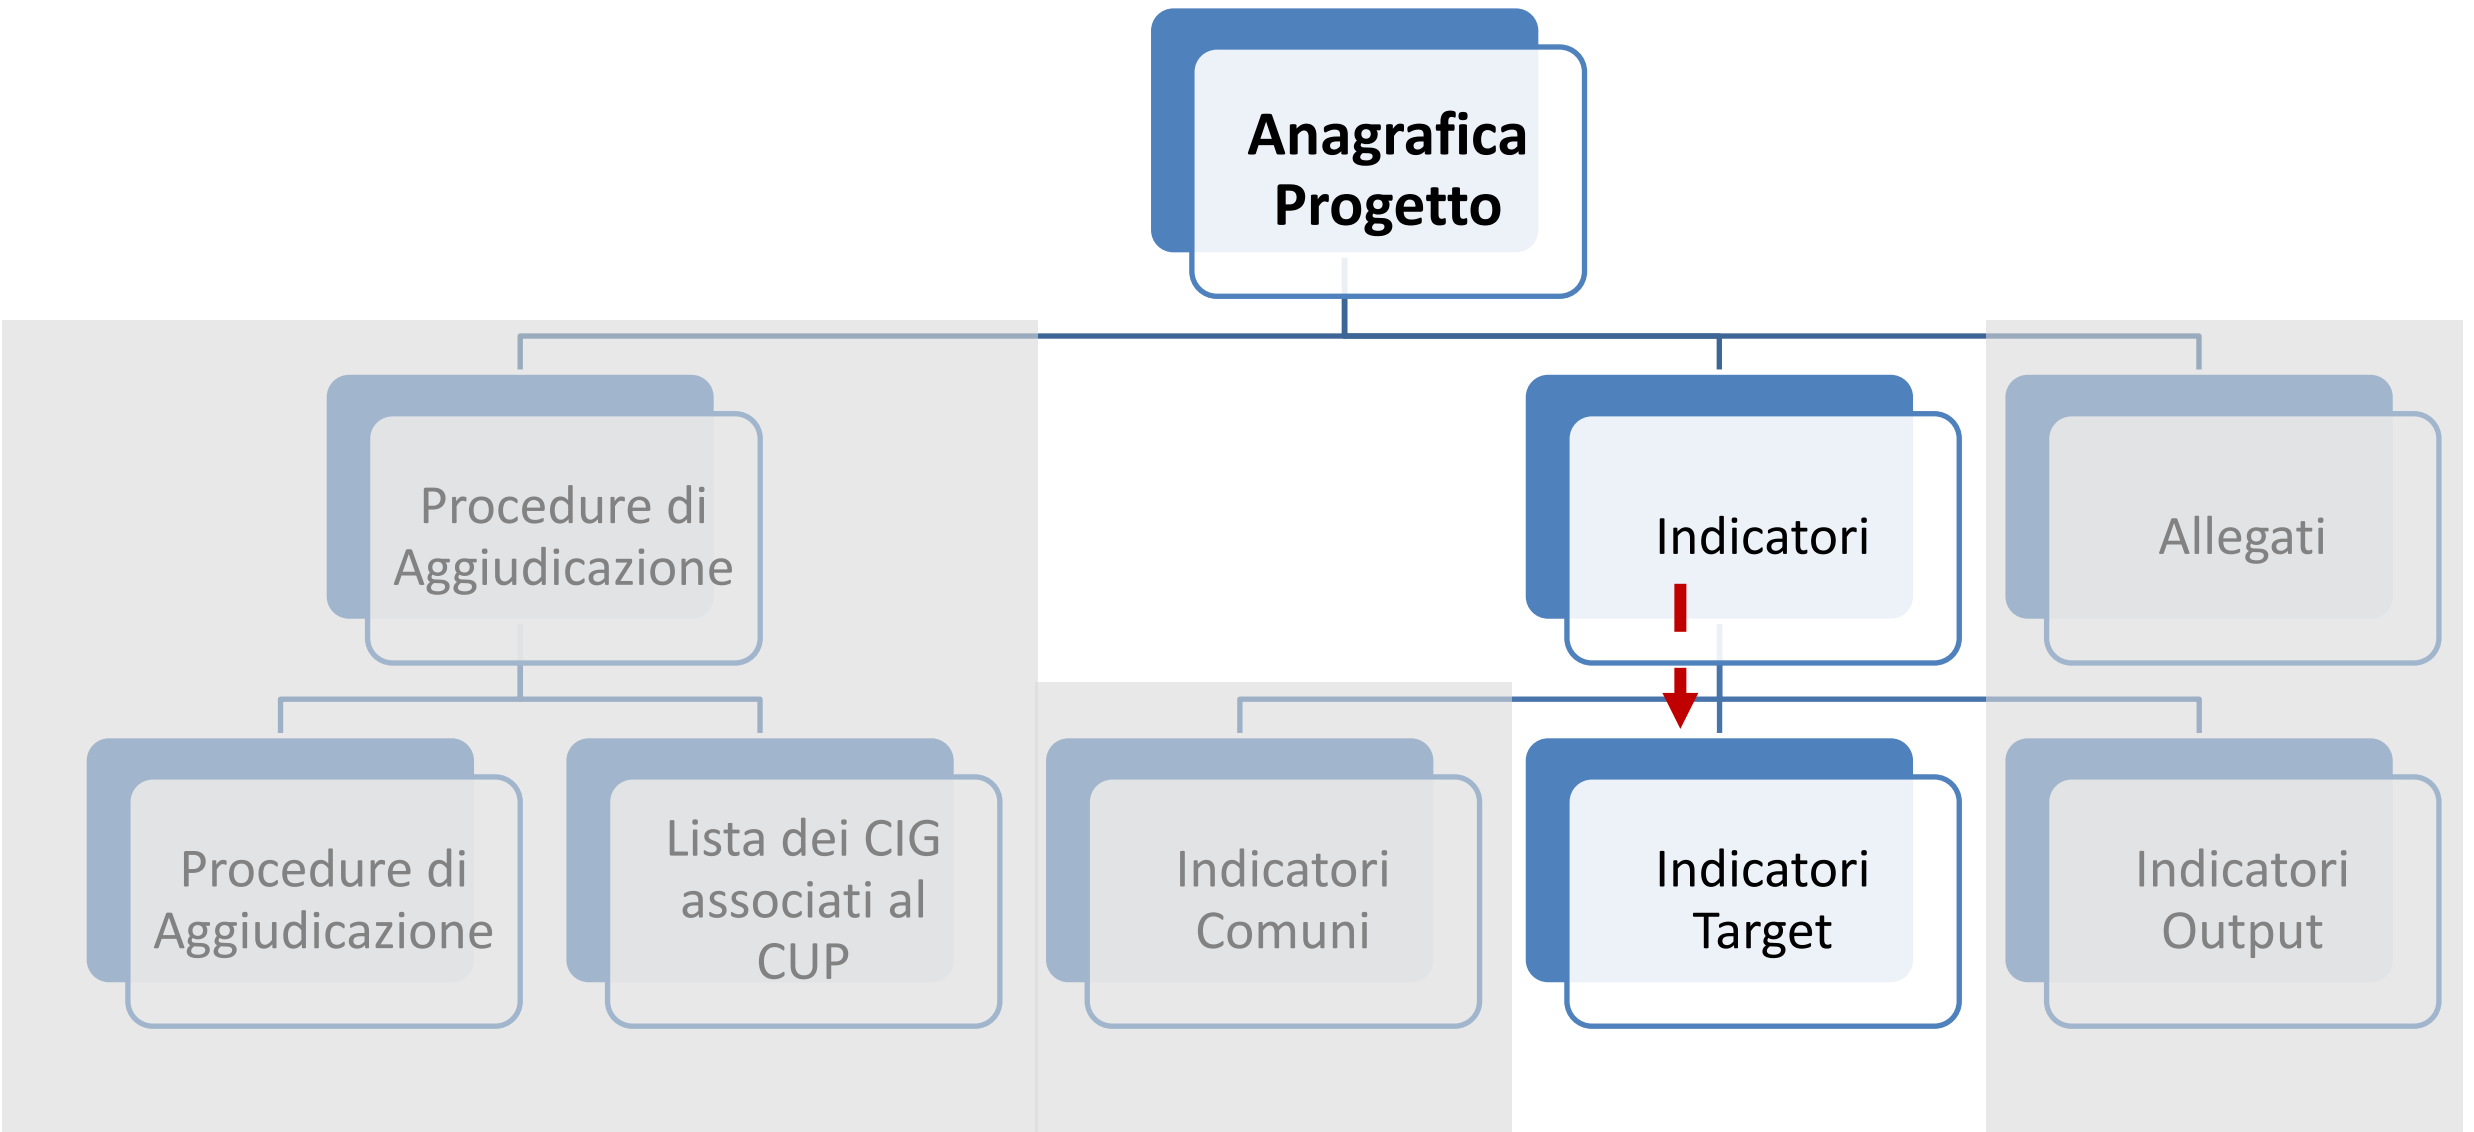 Anagrafica
Progetto
Procedure di
Aggiudicazione
Indicatori
Allegati
Procedure di
Aggiudicazione
Lista dei CIG
associati al
CUP
Indicatori
Comuni
Indicatori
Target
Indicatori
Output